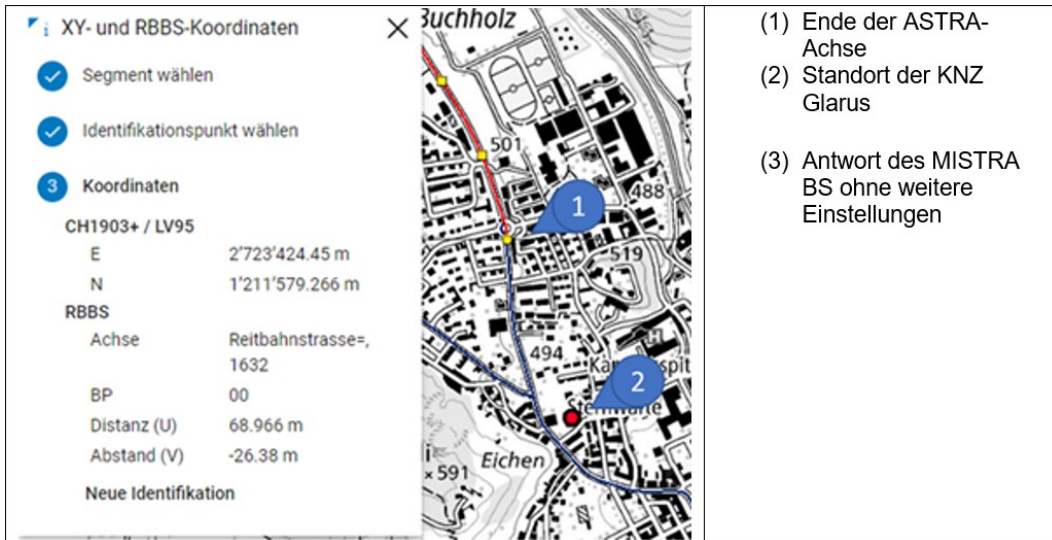 XY- und RBBS-Koordinaten
Segment wählen
Identifikationspunkt wählen
3 Koordinaten
CH1903+ / LV95
E 2'723'424.45 m
N 1'211'579.266 m
RBBS
Achse Reitbahnstrasse=,
1632
BP 00
Distanz (U) 68.966 m
Abstand (V) -26.38 m
Neue Identifikation
Buchholz
501
488
1
519
494
2
Sternwarte
Eichen
591
(1) Ende der ASTRA-
Achse
(2) Standort der KNZ
Glarus
(3) Antwort des MISTRA
BS ohne weitere
Einstellungen